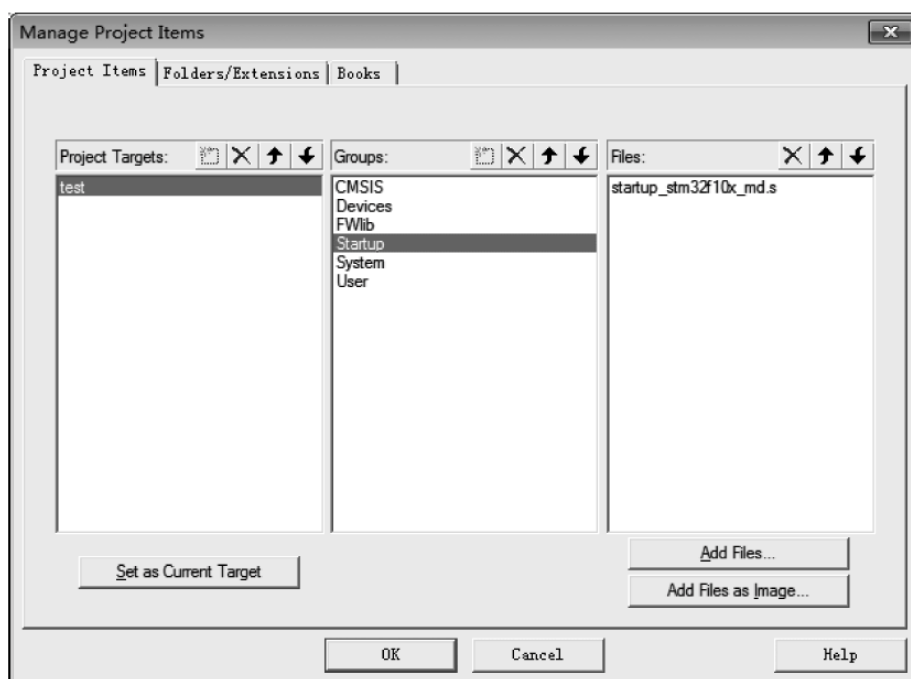 Manage Project Items
Project Items Folders/Extensions Books
Project Targets: Groups: Files:
test CMSIS startup_stm32f10x_md.s
Devices
FWlib
Startup
System
User
Set as Current Target Add Files...
Add Files as Image...
OK Cancel Help